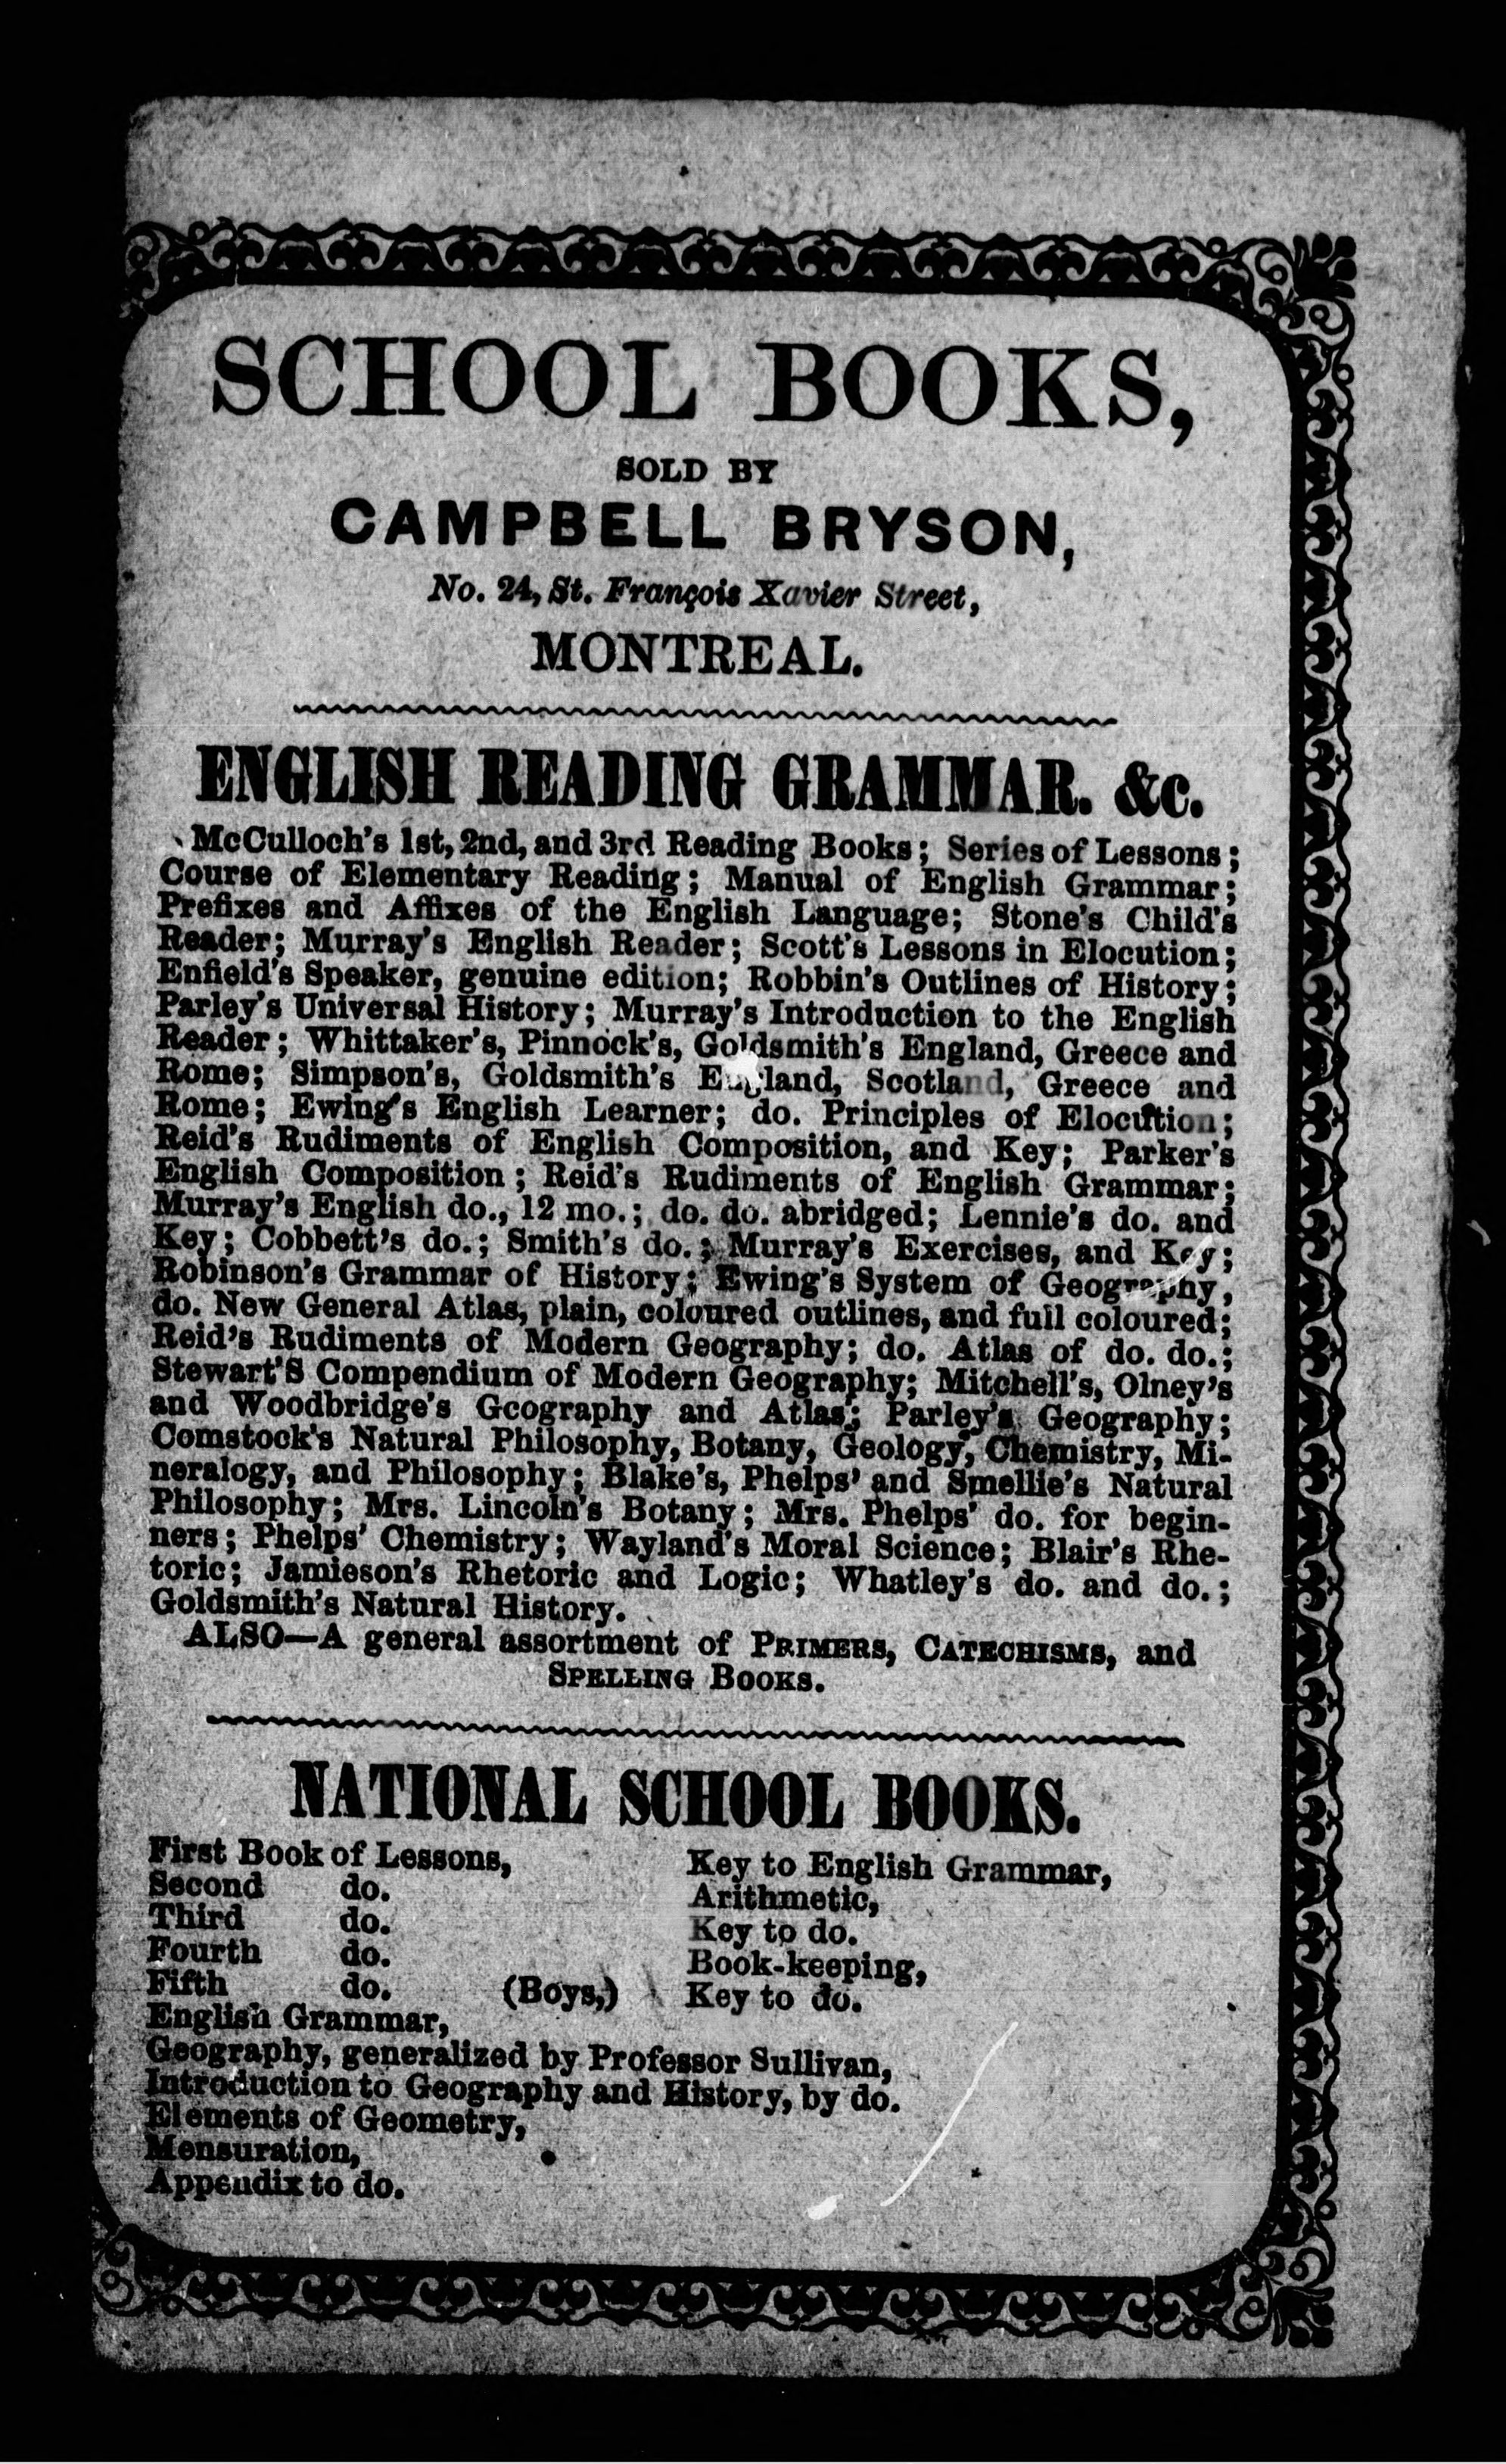 SCHOOL BOOKS,
SOLD BY
CAMPBELL BRYSON,
No. 24, St. François Xavier Street,
MONTREAL.
ENGLISH READING GRAMMAR. &c.
McCulloch's 1st, 2nd, and 3rd Reading Books; Series of Lessons;
Course of Elementary Reading; Manual of English Grammar;
Prefixes and Affixes of the English Language; Stone's Child's
Reader; Murray's English Reader; Scott's Lessons in Elocution;
Enfield's Speaker, genuine edition; Robbin's Outlines of History;
Parley's Universal History; Murray's Introduction to the English
Reader; Whittaker's, Pinnock's, Goldsmith's England, Greece and
Rome; Simpson's, Goldsmith's England, Scotland, Greece and
Rome; Ewing's English Learner; do. Principles of Elocution;
Reid's Rudiments of English Composition, and Key; Parker's
English Composition; Reid's Rudiments of English Grammar;
Murray's English do., 12 mo.; do. do. abridged; Lennie's do. and
Key; Cobbett's do.; Smith's do.; Murray's Exercises, and Key;
Robinson's Grammar of History; Ewing's System of Geography,
do. New General Atlas, plain, coloured outlines, and full coloured;
Reid's Rudiments of Modern Geography; do. Atlas of do. do.;
Stewart'S Compendium of Modern Geography; Mitchell's, Olney's
and Woodbridge's Gcography and Atlas; Parley's Geography;
Comstock's Natural Philosophy, Botany, Geology, Chemistry, Mi-
neralogy, and Philosophy; Blake's, Phelps' and Smellie's Natural
Philosophy; Mrs. Lincoln's Botany; Mrs. Phelps' do. for begin-
ners; Phelps' Chemistry; Wayland's Moral Science; Blair's Rhe-
toric; Jamieson's Rhetoric and Logic; Whatley's do. and do.;
Goldsmith's Natural History.
ALSO—A general assortment of PRIMERS, CATECHISMS, and
SPELLING BOOKS.
NATIONAL SCHOOL BOOKS.
First Book of Lessons,
Second do.
Third do.
Fourth do.
Fifth do. (Boys,)
English Grammar,
Geography, generalized by Professor Sullivan,
Introduction to Geography and History, by do.
Elements of Geometry,
Mensuration,
Appendix to do.
Key to English Grammar,
Arithmetic,
Key to do.
Book-keeping,
Key to do.